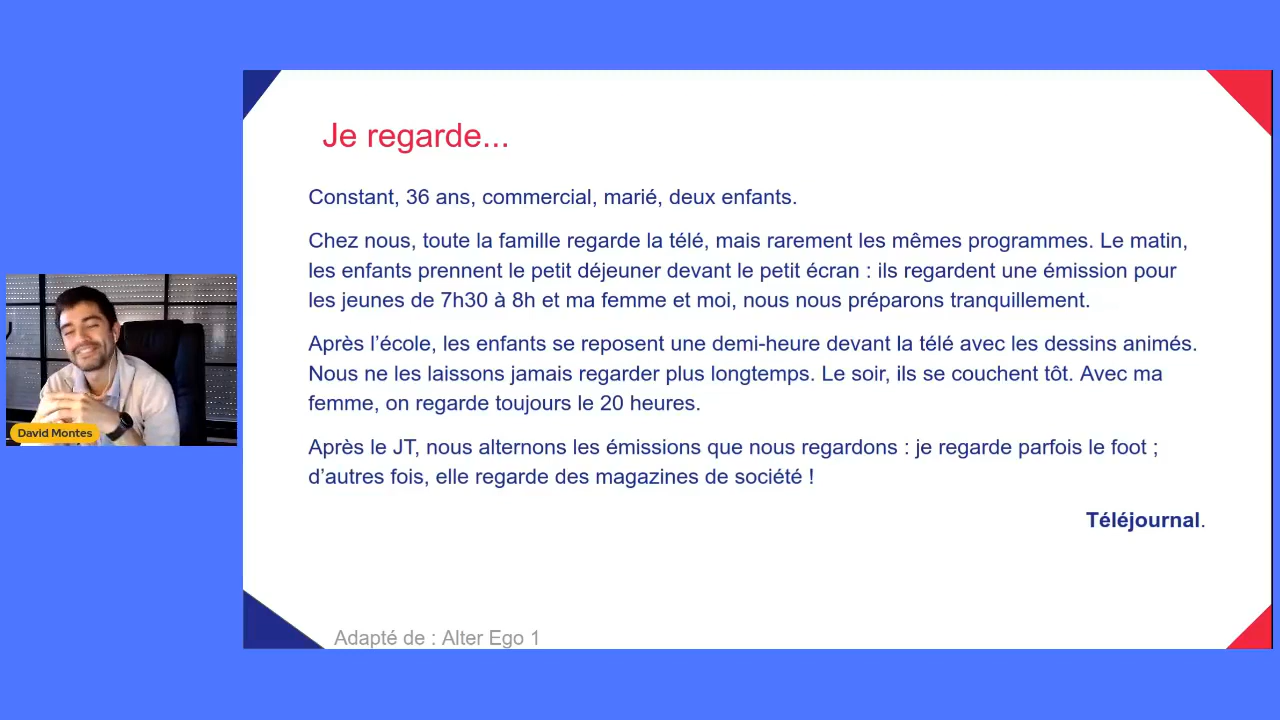 Je regarde...
Constant, 36 ans, commercial, marié, deux enfants.
Chez nous, toute la famille regarde la télé, mais rarement les mêmes programmes. Le matin,
les enfants prennent le petit déjeuner devant le petit écran : ils regardent une émission pour
les jeunes de 7h30 à 8h et ma femme et moi, nous nous préparons tranquillement.
Après l’école, les enfants se reposent une demi-heure devant la télé avec les dessins animés.
Nous ne les laissons jamais regarder plus longtemps. Le soir, ils se couchent tôt. Avec ma
femme, on regarde toujours le 20 heures.
Après le JT, nous alternons les émissions que nous regardons : je regarde parfois le foot ;
d’autres fois, elle regarde des magazines de société !
Téléjournal.
Adapté de : Alter Ego 1
David Montes